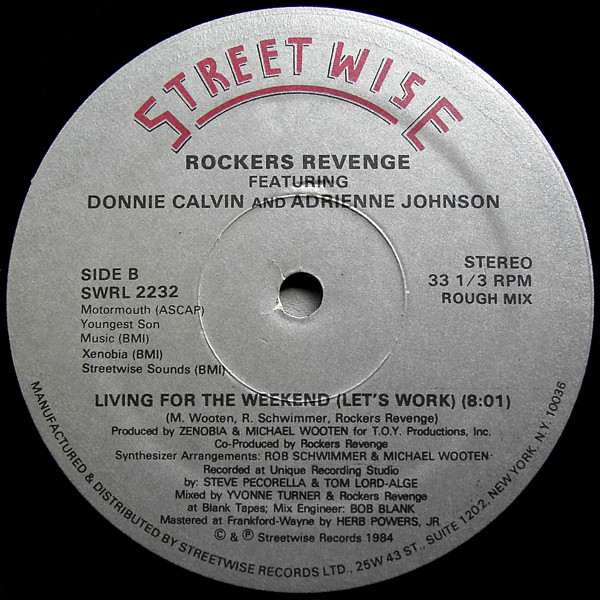 STREETWISE
ROCKERS REVENGE
FEATURING
DONNIE CALVIN AND ADRIENNE JOHNSON
SIDE B
SWRL 2232
Motormouth (ASCAP)
Youngest Son
Music (BMI)
Xenobia (BMI)
Streetwise Sounds (BMI)
STEREO
33 1/3 RPM
ROUGH MIX
LIVING FOR THE WEEKEND (LET'S WORK) (8:01)
(M. Wooten, R. Schwimmer, Rockers Revenge)
Produced by ZENOBIA & MICHAEL WOOTEN for T.O.Y. Productions, Inc.
Co-Produced by Rockers Revenge
Synthesizer Arrangements: ROB SCHWIMMER & MICHAEL WOOTEN
Recorded at Unique Recording Studio
by: STEVE PECORELLA & TOM LORD-ALGE
Mixed by YVONNE TURNER & Rockers Revenge
at Blank Tapes; Mix Engineer: BOB BLANK
Mastered at Frankford-Wayne by HERB POWERS, JR
© & ℗ Streetwise Records 1984
MANUFACTURED & DISTRIBUTED BY STREETWISE RECORDS LTD., 25W 43 ST., SUITE 1202, NEW YORK, N.Y. 10036